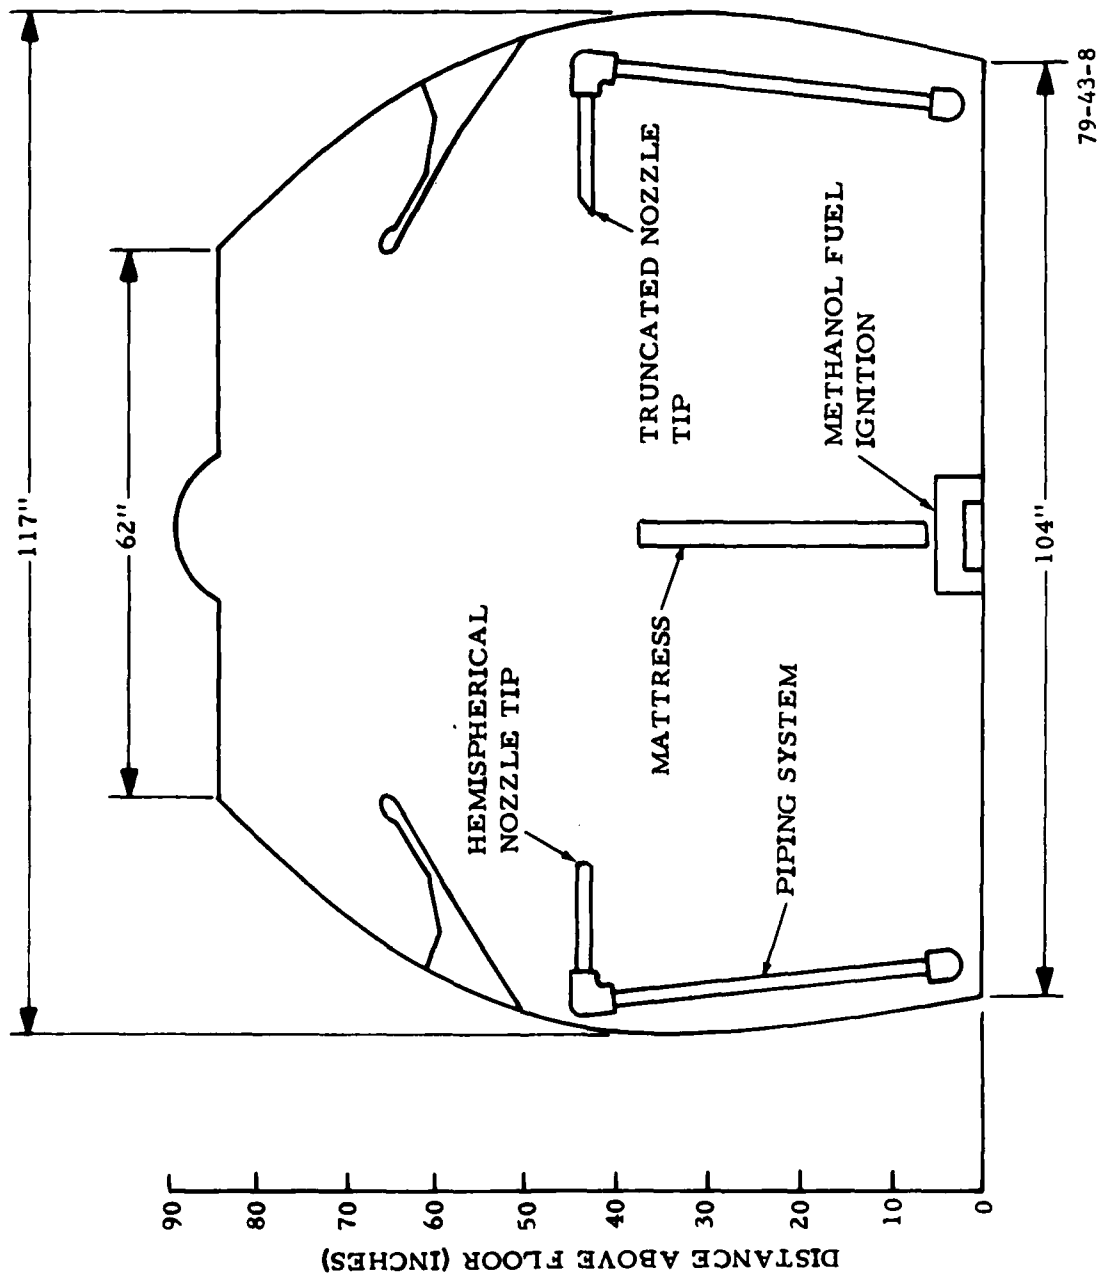 117"
62"
HEMISPHERICAL
NOZZLE TIP
MATTRESS
PIPING SYSTEM
TRUNCATED NOZZLE
TIP
METHANOL FUEL
IGNITION
104"
79-43-8
90
80
70
60
50
40
30
20
10
0
DISTANCE ABOVE FLOOR (INCHES)